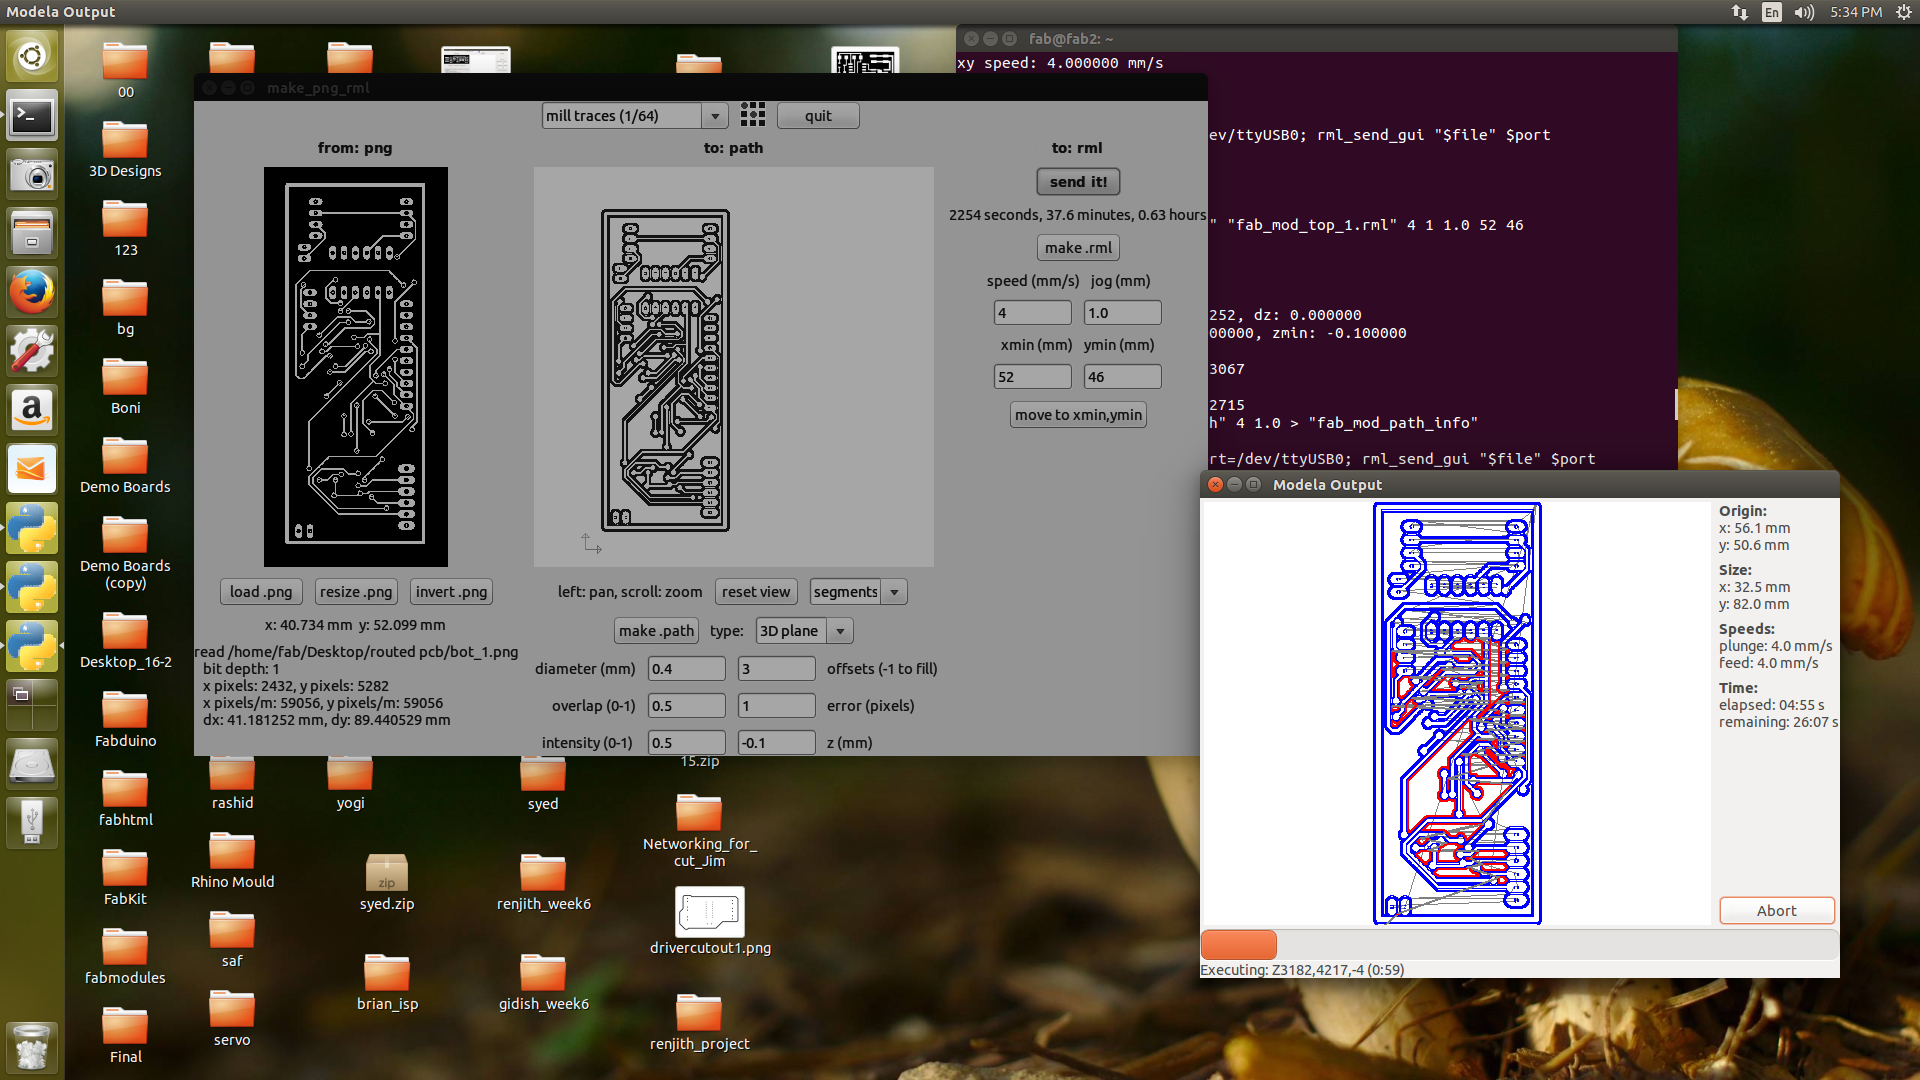 Modela Output
En
5:34 PM
00
3D Designs
123
bg
Boni
Demo Boards
Demo Boards
(copy)
Desktop_16-2
Fabduino
fabhtml
FabKit
fabmodules
Final
make_png_rml
mill traces (1/64)
quit
from: png
to: path
to: rml
send it!
2254 seconds, 37.6 minutes, 0.63 hours
make .rml
speed (mm/s) jog (mm)
4 1.0
xmin (mm) ymin (mm)
52 46
move to xmin,ymin
load .png resize .png invert .png
x: 40.734 mm y: 52.099 mm
read /home/fab/Desktop/routed pcb/bot_1.png
bit depth: 1
x pixels: 2432, y pixels: 5282
x pixels/m: 59056, y pixels/m: 59056
dx: 41.181252 mm, dy: 89.440529 mm
left: pan, scroll: zoom reset view segments
make .path type: 3D plane
diameter (mm) 0.4 3 offsets (-1 to fill)
overlap (0-1) 0.5 1 error (pixels)
intensity (0-1) 0.5 -0.1 z (mm)
fab@fab2: ~
xy speed: 4.000000 mm/s
ev/ttyUSB0; rml_send_gui "$file" $port
" "fab_mod_top_1.rml" 4 1 1.0 52 46
252, dz: 0.000000
00000, zmin: -0.100000
3067
2715
h" 4 1.0 > "fab_mod_path_info"
rt=/dev/ttyUSB0; rml_send_gui "$file" $port
Modela Output
Origin:
x: 56.1 mm
y: 50.6 mm
Size:
x: 32.5 mm
y: 82.0 mm
Speeds:
plunge: 4.0 mm/s
feed: 4.0 mm/s
Time:
elapsed: 04:55 s
remaining: 26:07 s
Abort
Executing: Z3182,4217,-4 (0:59)
15.zip
rashid
yogi
syed
Rhino Mould
zip
syed.zip
renjith_week6
Networking_for_
cut_Jim
drivercutout1.png
saf
brian_isp
gidish_week6
servo
renjith_project